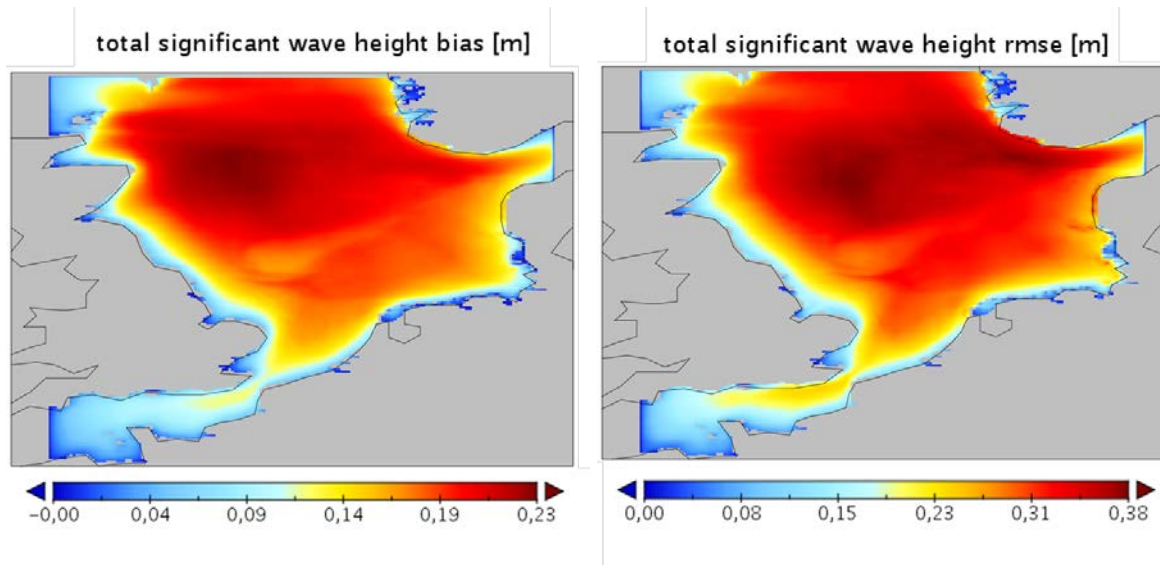 total significant wave height bias [m]
total significant wave height rmse [m]
−0,00 0,04 0,09 0,14 0,19 0,23
0,00 0,08 0,15 0,23 0,31 0,38